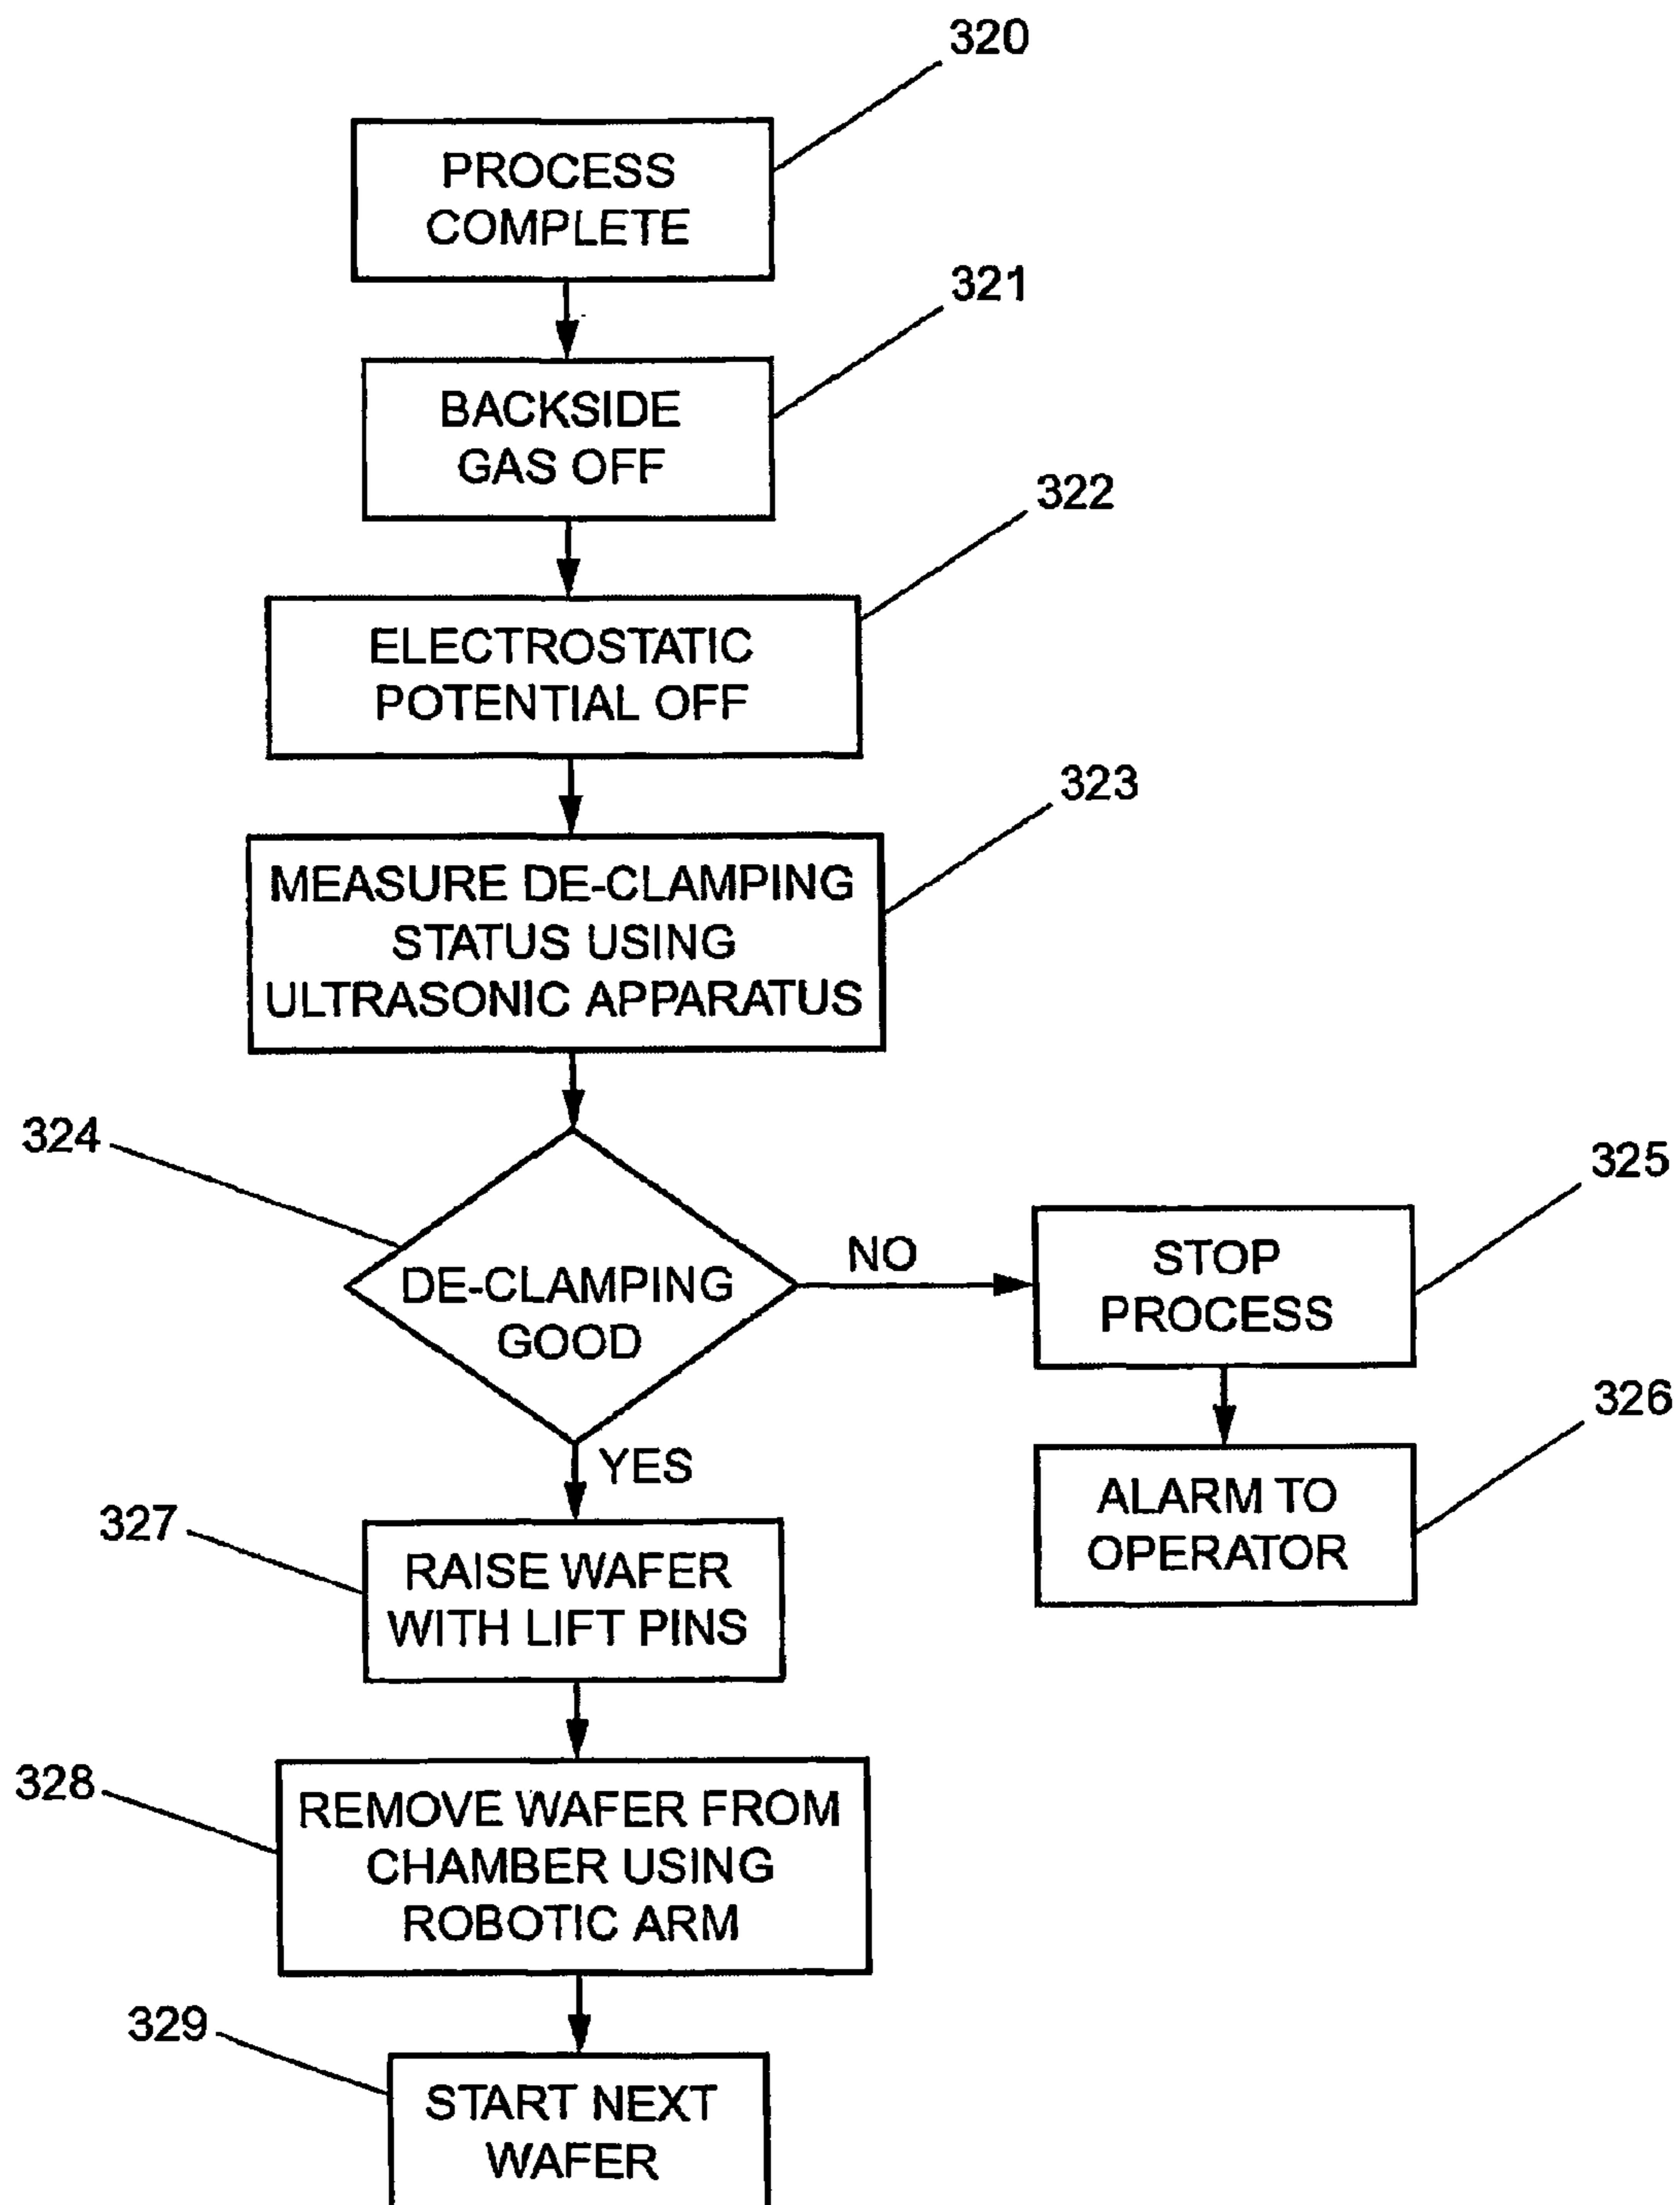 320
PROCESS
COMPLETE
321
BACKSIDE
GAS OFF
322
ELECTROSTATIC
POTENTIAL OFF
323
MEASURE DE-CLAMPING
STATUS USING
ULTRASONIC APPARATUS
324
DE-CLAMPING
GOOD
NO
325
STOP
PROCESS
326
ALARM TO
OPERATOR
YES
327
RAISE WAFER
WITH LIFT PINS
328
REMOVE WAFER FROM
CHAMBER USING
ROBOTIC ARM
329
START NEXT
WAFER